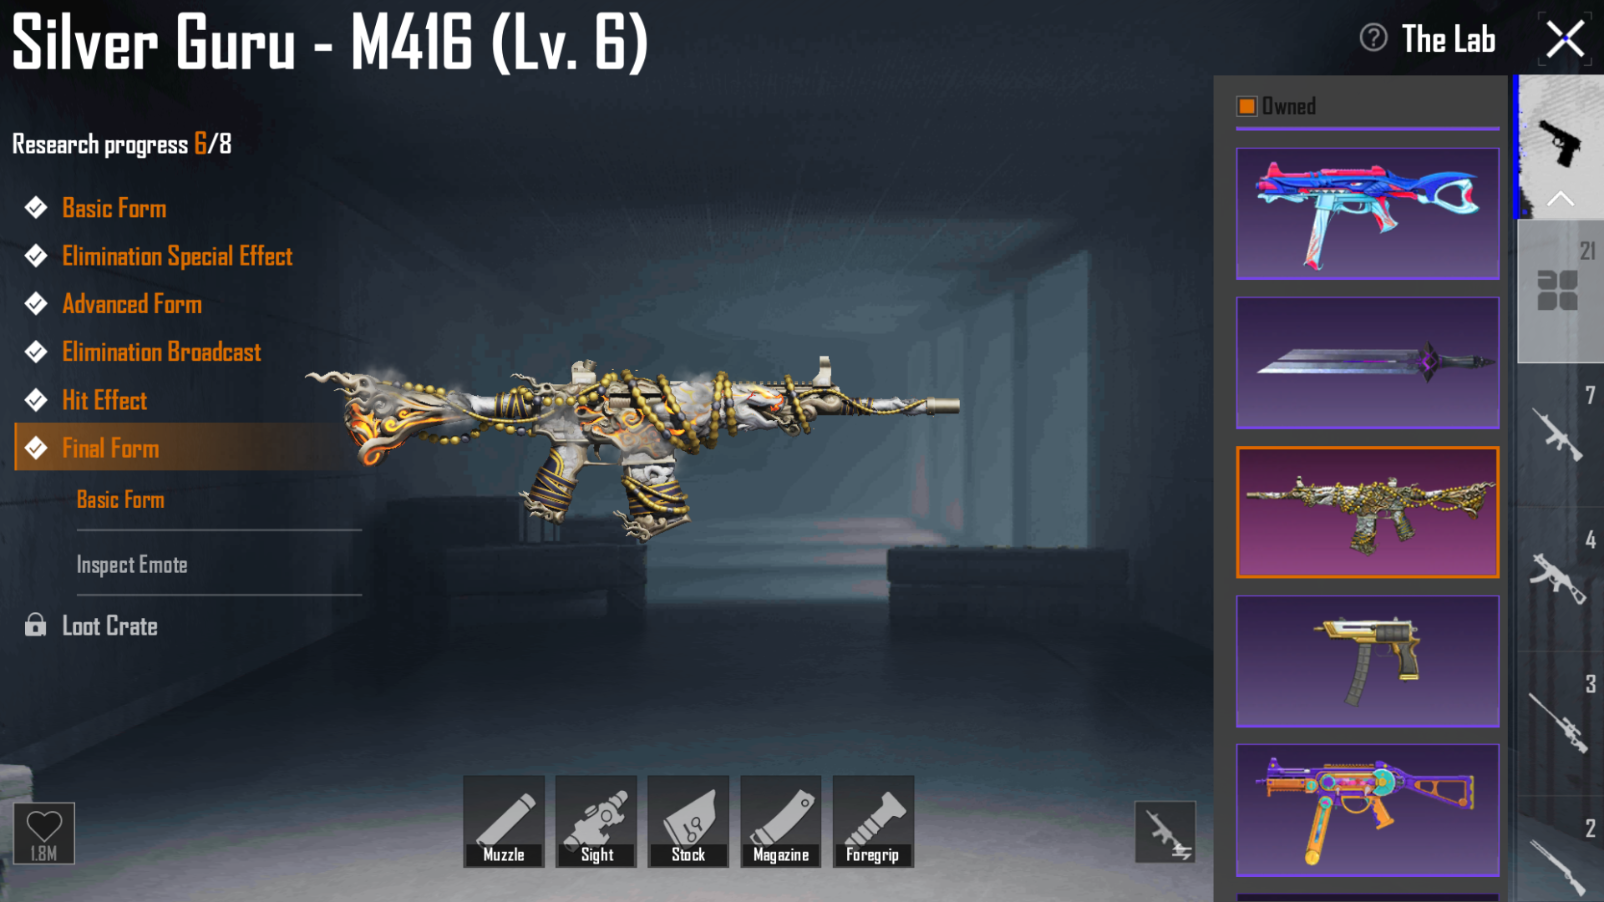 Silver Guru - M416 (Lv. 6)
The Lab
Research progress 6/8
Basic Form
Elimination Special Effect
Advanced Form
Elimination Broadcast
Hit Effect
Final Form
Basic Form
Inspect Emote
Loot Crate
1.8M
Muzzle
Sight
Stock
Magazine
Foregrip
Owned
21
7
4
3
2